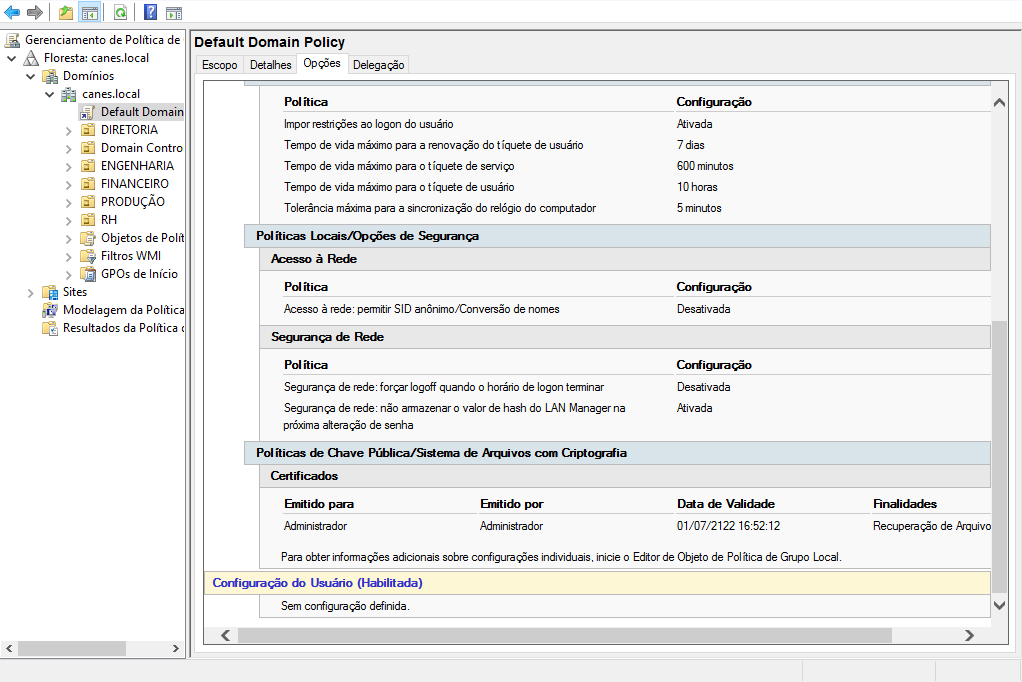 Gerenciamento de Política de
Floresta: canes.local
Domínios
canes.local
Default Domain
DIRETORIA
Domain Contro
ENGENHARIA
FINANCEIRO
PRODUÇÃO
RH
Objetos de Polít
Filtros WMI
GPOs de Início
Sites
Modelagem da Política
Resultados da Política
Default Domain Policy
Escopo Detalhes Opções Delegação
Política Configuração
Impor restrições ao logon do usuário Ativada
Tempo de vida máximo para a renovação do tíquete de usuário 7 dias
Tempo de vida máximo para o tíquete de serviço 600 minutos
Tempo de vida máximo para o tíquete de usuário 10 horas
Tolerância máxima para a sincronização do relógio do computador 5 minutos
Políticas Locais/Opções de Segurança
Acesso à Rede
Política Configuração
Acesso à rede: permitir SID anônimo/Conversão de nomes Desativada
Segurança de Rede
Política Configuração
Segurança de rede: forçar logoff quando o horário de logon terminar Desativada
Segurança de rede: não armazenar o valor de hash do LAN Manager na Ativada
próxima alteração de senha
Políticas de Chave Pública/Sistema de Arquivos com Criptografia
Certificados
Emitido para Emitido por Data de Validade Finalidades
Administrador Administrador 01/07/2122 16:52:12 Recuperação de Arquivo
Para obter informações adicionais sobre configurações individuais, inicie o Editor de Objeto de Política de Grupo Local.
Configuração do Usuário (Habilitada)
Sem configuração definida.